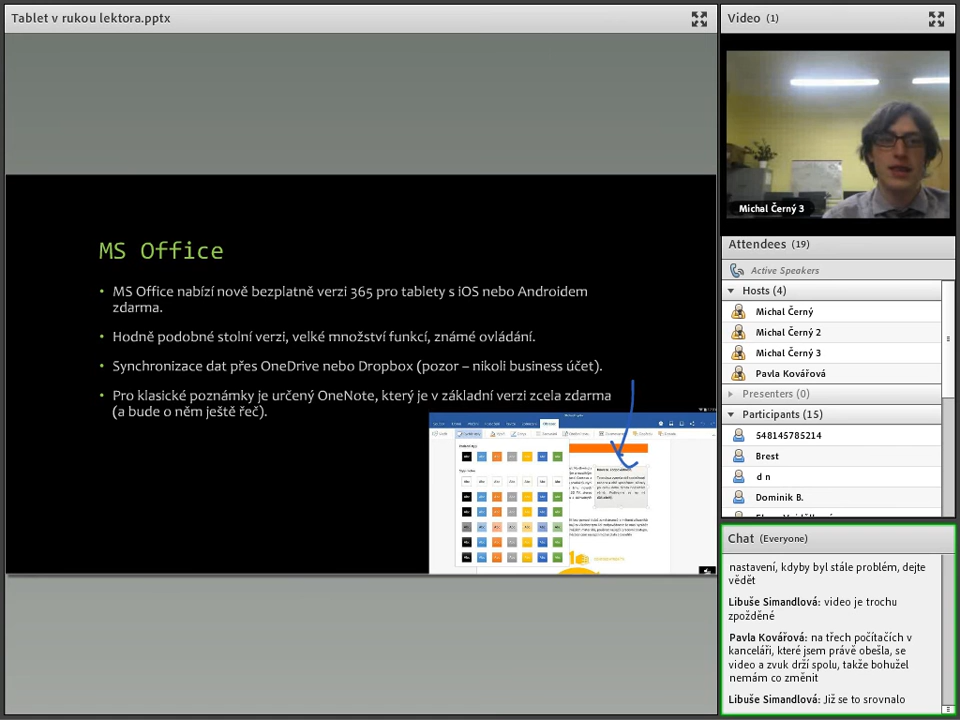 Tablet v rukou lektora.pptx
MS Office
• MS Office nabízí nově bezplatně verzi 365 pro tablety s iOS nebo Androidem
zdarma.
• Hodně podobné stolní verzi, velké množství funkcí, známé ovládání.
• Synchronizace dat přes OneDrive nebo Dropbox (pozor – nikoli business účet).
• Pro klasické poznámky je určený OneNote, který je v základní verzi zcela zdarma
(a bude o něm ještě řeč).
Video (1)
Michal Černý 3
Attendees (19)
Active Speakers
Hosts (4)
Michal Černý
Michal Černý 2
Michal Černý 3
Pavla Kovářová
Presenters (0)
Participants (15)
548145785214
Brest
d n
Dominik B.
Chat (Everyone)
nastavení, kdyby byl stále problém, dejte
vědět
Libuše Simandlová: video je trochu
zpožděné
Pavla Kovářová: na třech počítačích v
kanceláři, které jsem právě obešla, se
video a zvuk drží spolu, takže bohužel
nemám co změnit
Libuše Simandlová: Již se to srovnalo